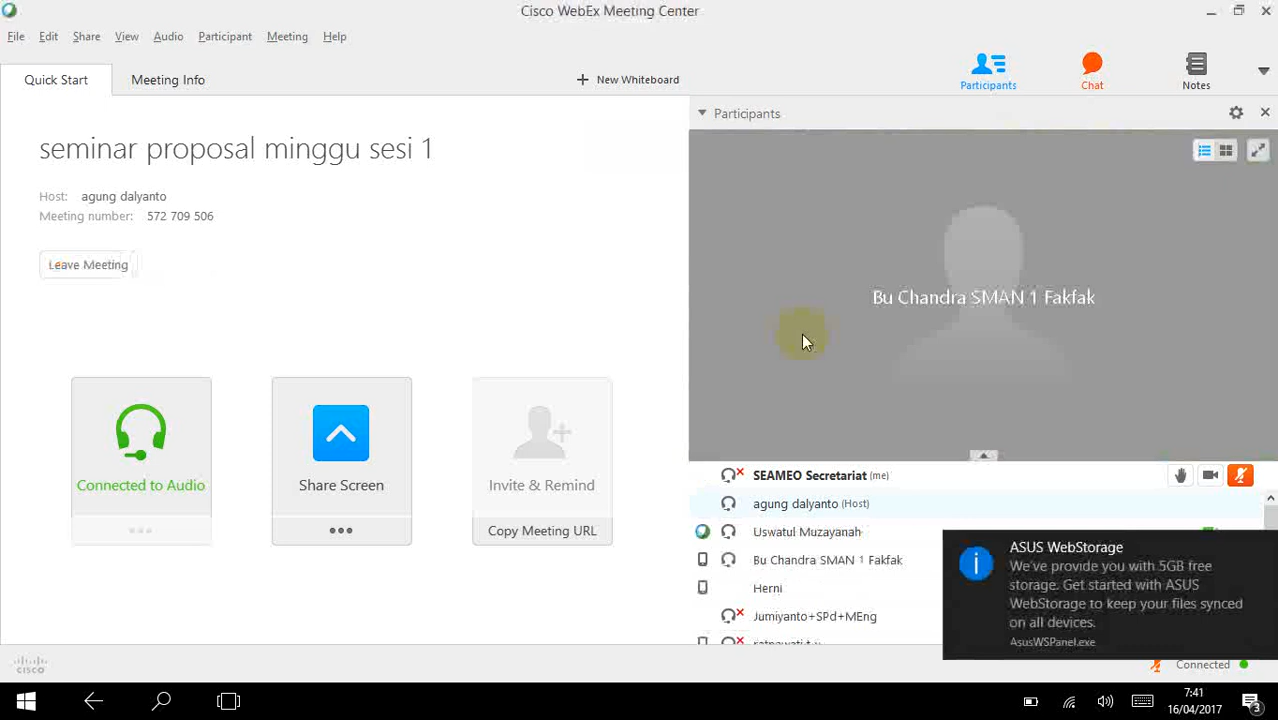 Cisco WebEx Meeting Center
File Edit Share View Audio Participant Meeting Help
Quick Start Meeting Info
New Whiteboard
Participants
Chat
Notes
Participants
seminar proposal minggu sesi 1
Host: agung dalyanto
Meeting number: 572 709 506
Leave Meeting
Bu Chandra SMAN 1 Fakfak
Connected to Audio
Share Screen
Invite & Remind
Copy Meeting URL
SEAMEO Secretariat (me)
agung dalyanto (Host)
Uswatul Muzayanah
Bu Chandra SMAN 1 Fakfak
Herni
Jumiyanto+SPd+MEng
ASUS WebStorage
We've provide you with 5GB free
storage. Get started with ASUS
WebStorage to keep your files synced
on all devices.
AsusWSPanel.exe
cisco
Connected
7:41
16/04/2017
3